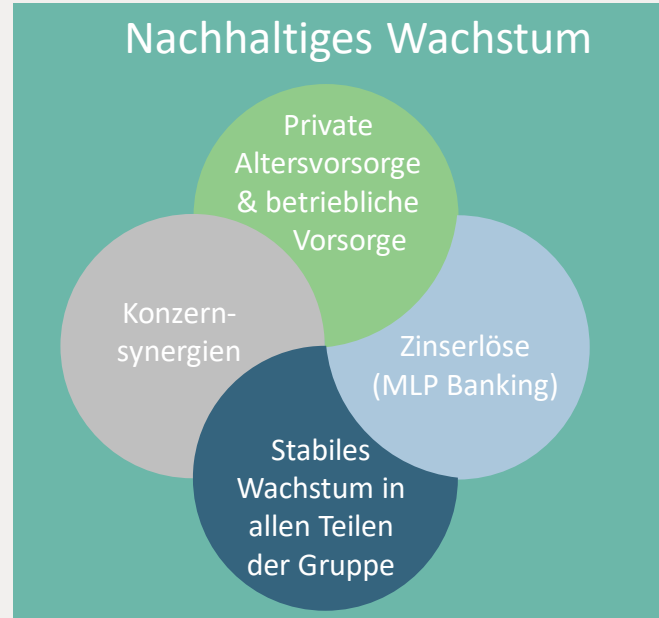 Nachhaltiges Wachstum
Private
Altersvorsorge
& betriebliche
Vorsorge
Konzern-
synergien
Zinserlöse
(MLP Banking)
Stabiles
Wachstum in
allen Teilen
der Gruppe